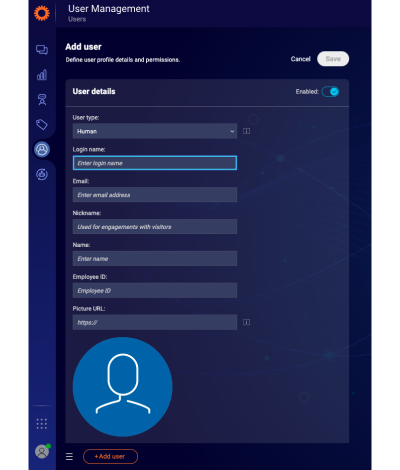 User Management
Users
Add user
Define user profile details and permissions.
Cancel
Save
User details
Enabled:
User type:
Human
Login name:
Enter login name
Email:
Enter email address
Nickname:
Used for engagements with visitors
Name:
Enter name
Employee ID:
Employee ID
Picture URL:
https://
+Add user